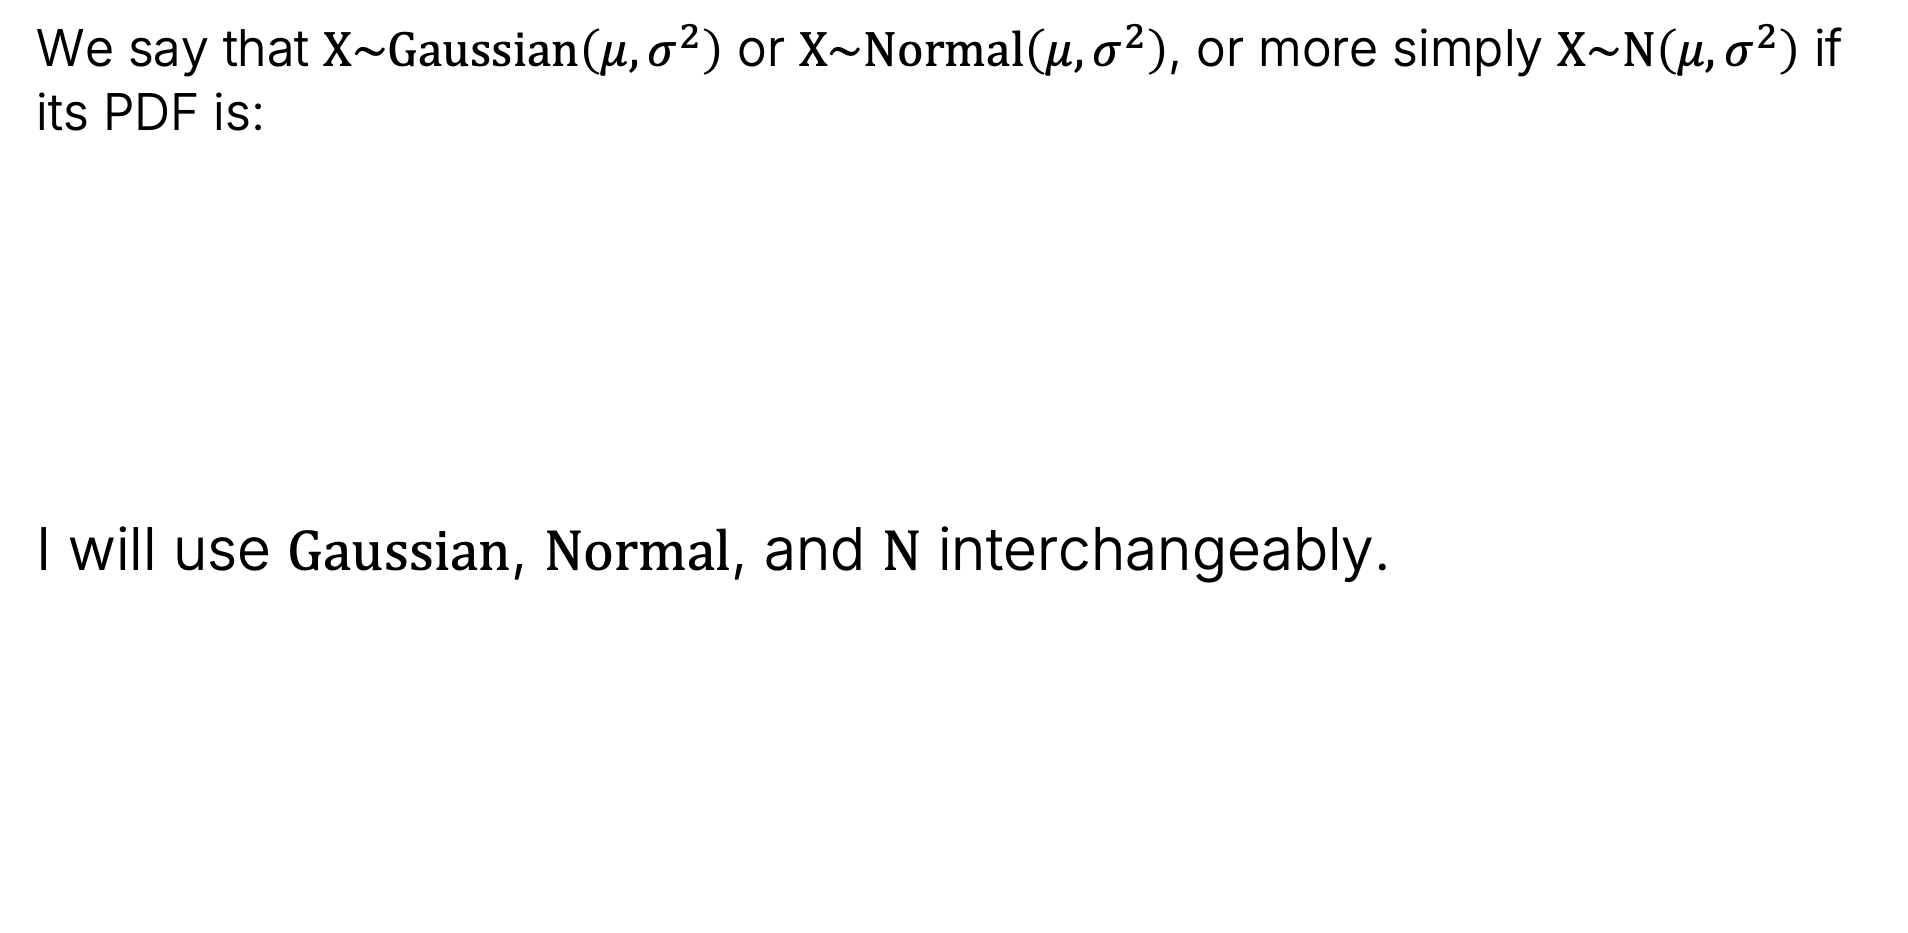 We say that X~Gaussian(μ, σ²) or X~Normal(μ, σ²), or more simply X~N(μ, σ²) if
its PDF is:
I will use Gaussian, Normal, and N interchangeably.